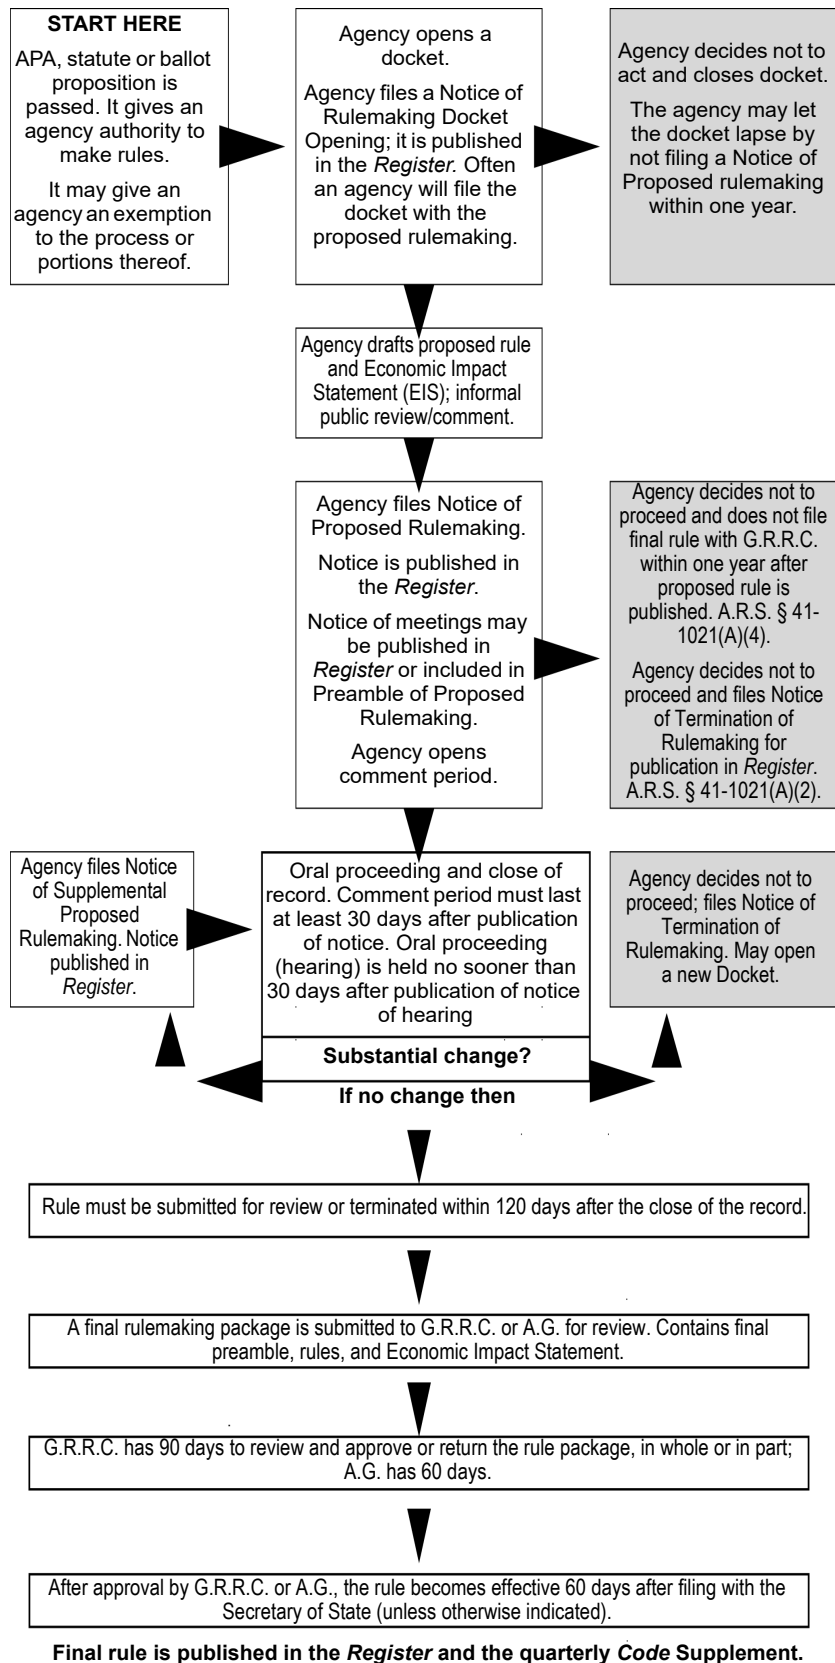 START HERE
APA, statute or ballot
proposition is
passed. It gives an
agency authority to
make rules.
It may give an
agency an exemption
to the process or
portions thereof.
Agency opens a
docket.
Agency files a Notice of
Rulemaking Docket
Opening; it is published
in the Register. Often
an agency will file the
docket with the
proposed rulemaking.
Agency decides not to
act and closes docket.
The agency may let
the docket lapse by
not filing a Notice of
Proposed rulemaking
within one year.
Agency drafts proposed rule
and Economic Impact
Statement (EIS); informal
public review/comment.
Agency files Notice of
Proposed Rulemaking.
Notice is published in
the Register.
Notice of meetings may
be published in
Register or included in
Preamble of Proposed
Rulemaking.
Agency opens
comment period.
Agency decides not to
proceed and does not file
final rule with G.R.R.C.
within one year after
proposed rule is
published. A.R.S. § 41-
1021(A)(4).
Agency decides not to
proceed and files Notice
of Termination of
Rulemaking for
publication in Register.
A.R.S. § 41-1021(A)(2).
Agency files Notice
of Supplemental
Proposed
Rulemaking. Notice
published in
Register.
Oral proceeding and close of
record. Comment period must last
at least 30 days after publication
of notice. Oral proceeding
(hearing) is held no sooner than
30 days after publication of notice
of hearing
Agency decides not to
proceed; files Notice of
Termination of
Rulemaking. May open
a new Docket.
Substantial change?
If no change then
Rule must be submitted for review or terminated within 120 days after the close of the record.
A final rulemaking package is submitted to G.R.R.C. or A.G. for review. Contains final
preamble, rules, and Economic Impact Statement.
G.R.R.C. has 90 days to review and approve or return the rule package, in whole or in part;
A.G. has 60 days.
After approval by G.R.R.C. or A.G., the rule becomes effective 60 days after filing with the
Secretary of State (unless otherwise indicated).
Final rule is published in the Register and the quarterly Code Supplement.